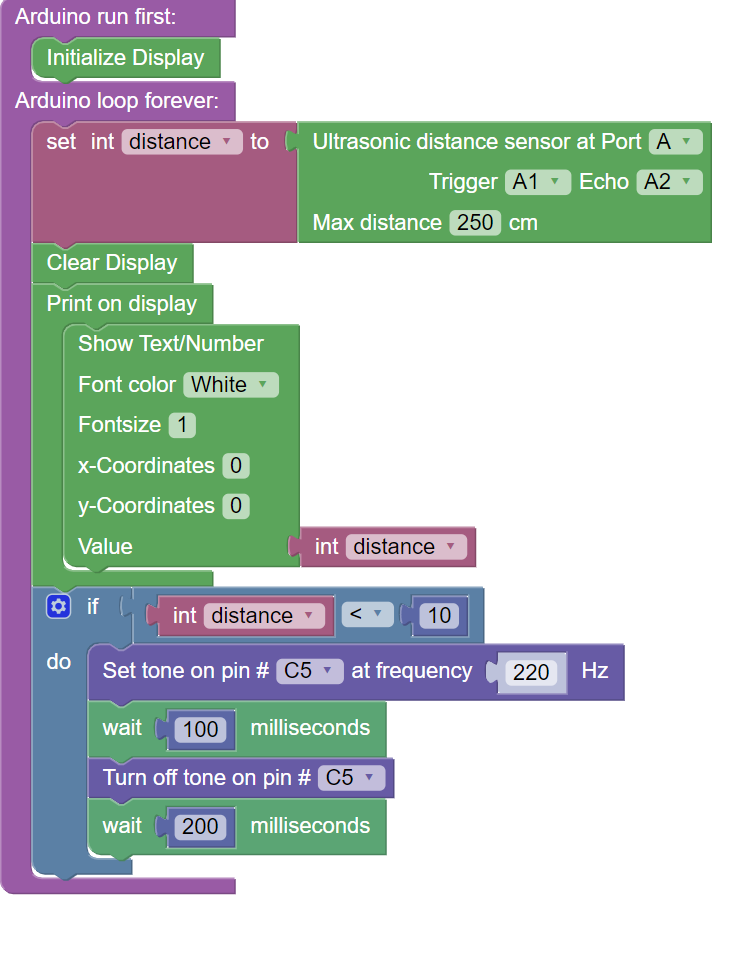 Arduino run first:
Initialize Display
Arduino loop forever:
set int distance to Ultrasonic distance sensor at Port A
Trigger A1 Echo A2
Max distance 250 cm
Clear Display
Print on display
Show Text/Number
Font color White
Fontsize 1
x-Coordinates 0
y-Coordinates 0
Value int distance
if int distance < 10
do Set tone on pin # C5 at frequency 220 Hz
wait 100 milliseconds
Turn off tone on pin # C5
wait 200 milliseconds